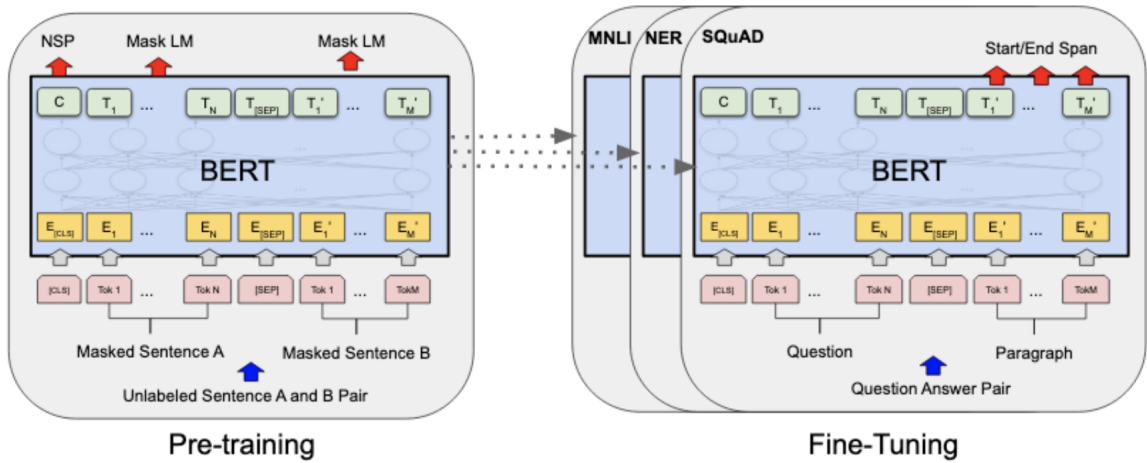 NSP Mask LM Mask LM
C T1 ... TN T[SEP] T1' ... TM'
...
BERT
...
E[CLS] E1 ... EN E[SEP] E1' ... EM'
[CLS] Tok 1 ... Tok N [SEP] Tok 1 ... TokM
Masked Sentence A Masked Sentence B
Unlabeled Sentence A and B Pair
Pre-training
MNLI NER SQuAD
Start/End Span
C T1 ... TN T[SEP] T1' ... TM'
...
BERT
...
E[CLS] E1 ... EN E[SEP] E1' ... EM'
[CLS] Tok 1 ... Tok N [SEP] Tok 1 ... TokM
Question Paragraph
Question Answer Pair
Fine-Tuning